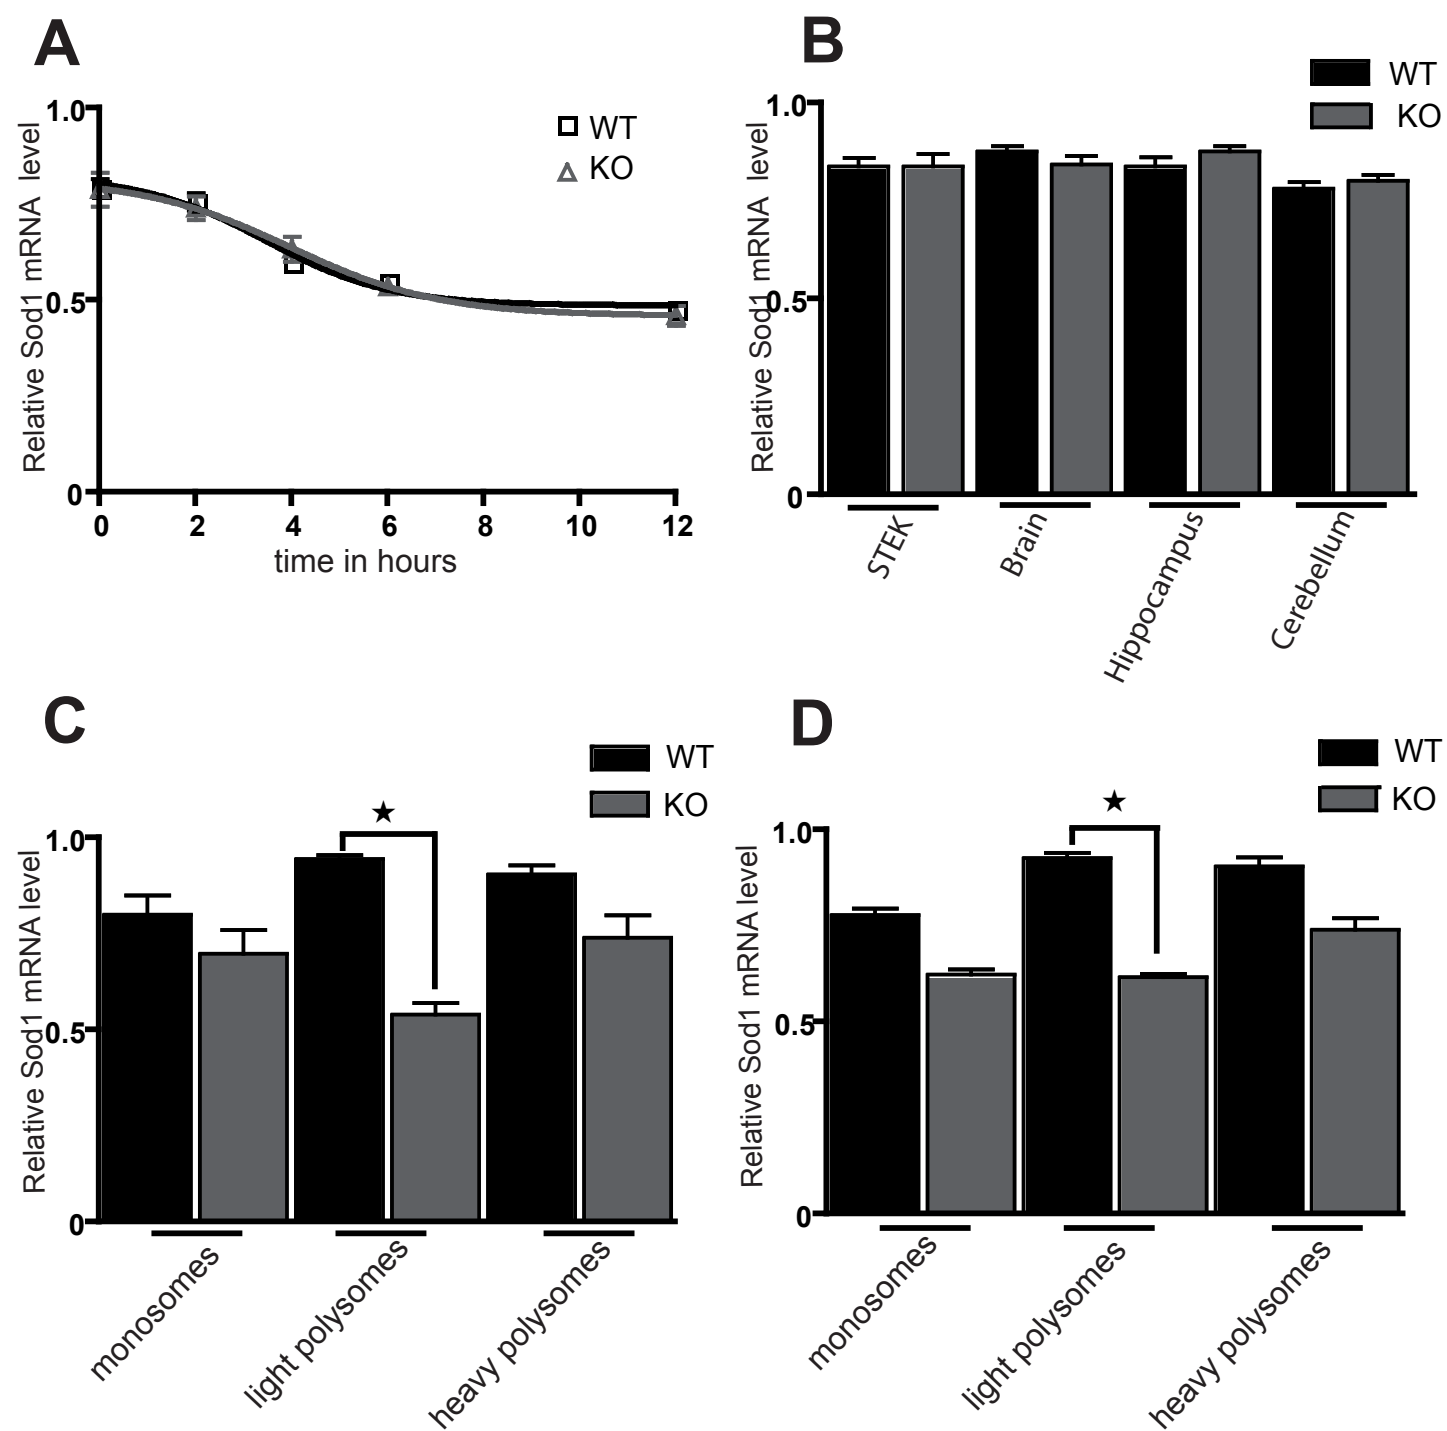 A
1.0
0.5
0
Relative Sod1 mRNA level
WT
KO
0 2 4 6 8 10 12
time in hours
B
WT
KO
1.0
0.5
0
Relative Sod1 mRNA level
STEK
Brain
Hippocampus
Cerebellum
C
WT
KO
★
1.0
0.5
0
Relative Sod1 mRNA level
monosomes
light polysomes
heavy polysomes
D
WT
KO
★
1.0
0.5
0
Relative Sod1 mRNA level
monosomes
light polysomes
heavy polysomes